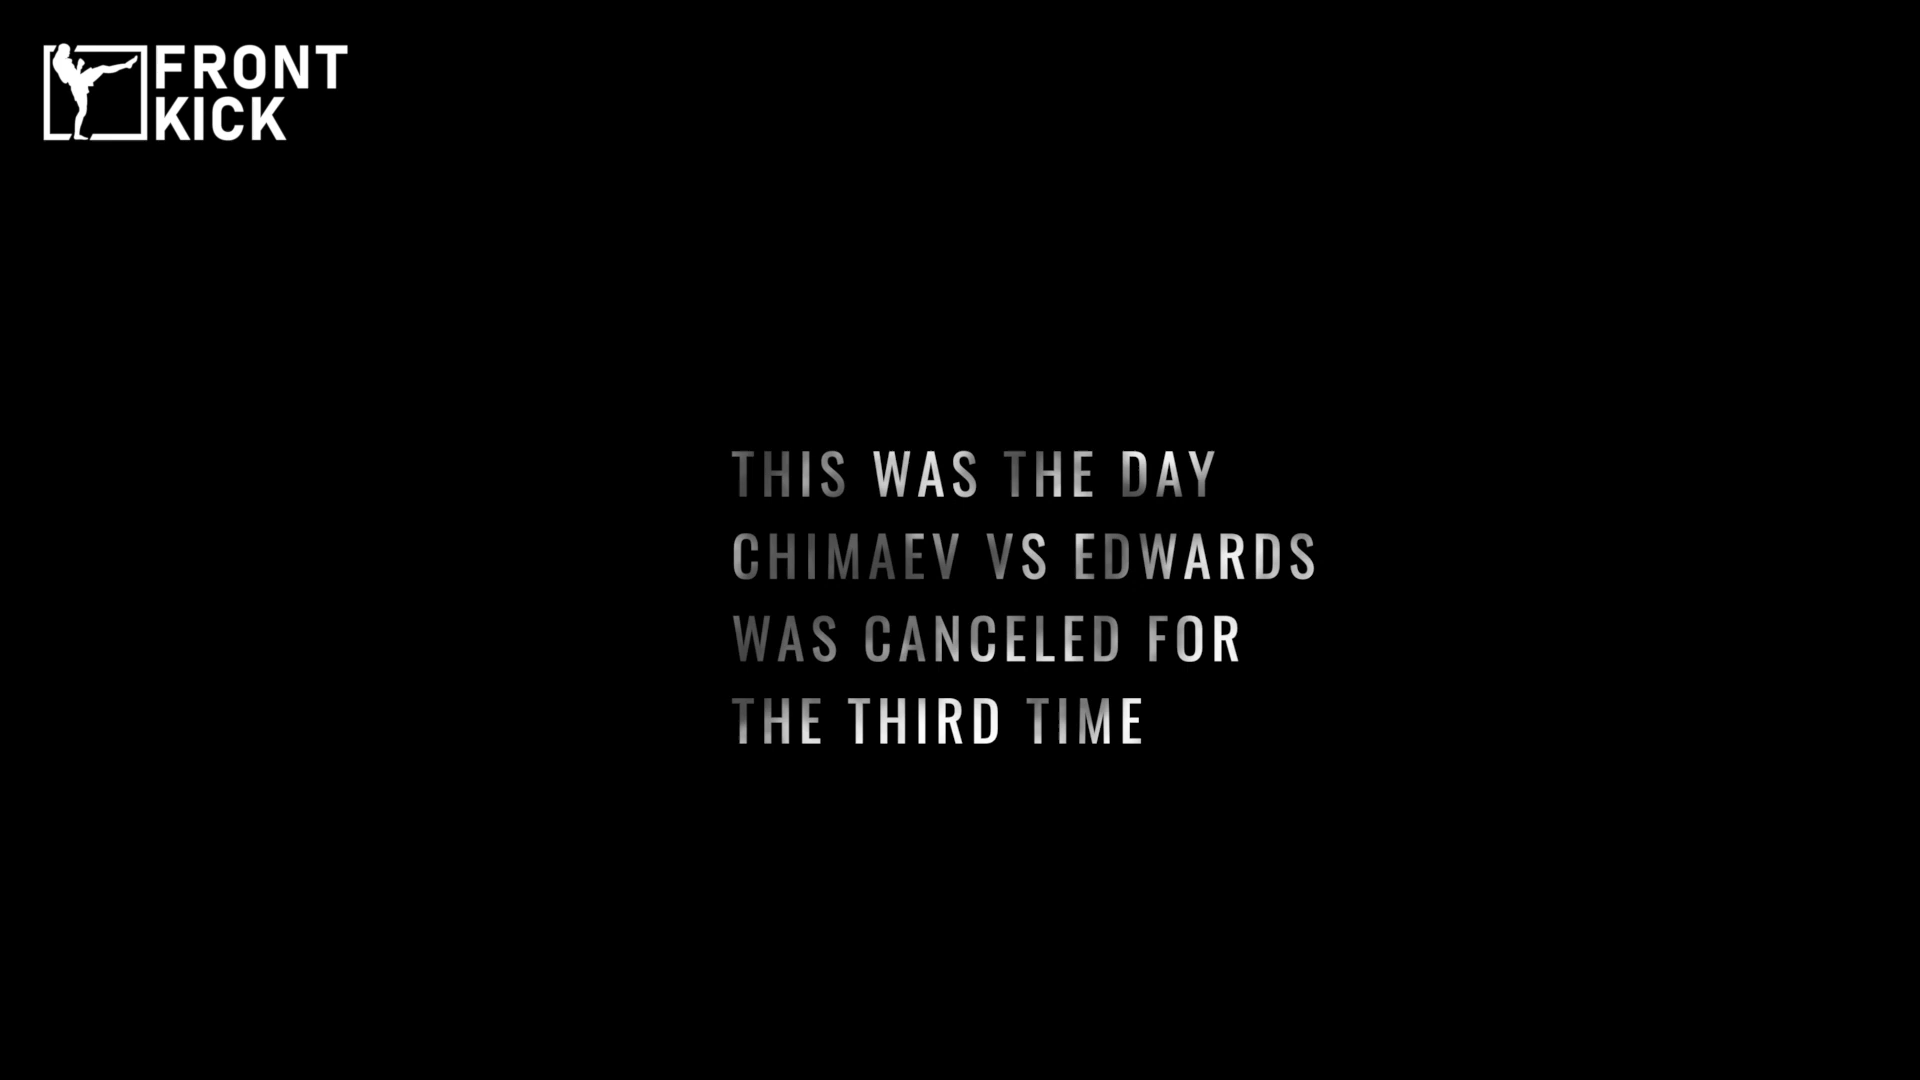 FRONT
KICK
THIS WAS THE DAY
CHIMAEV VS EDWARDS
WAS CANCELED FOR
THE THIRD TIME